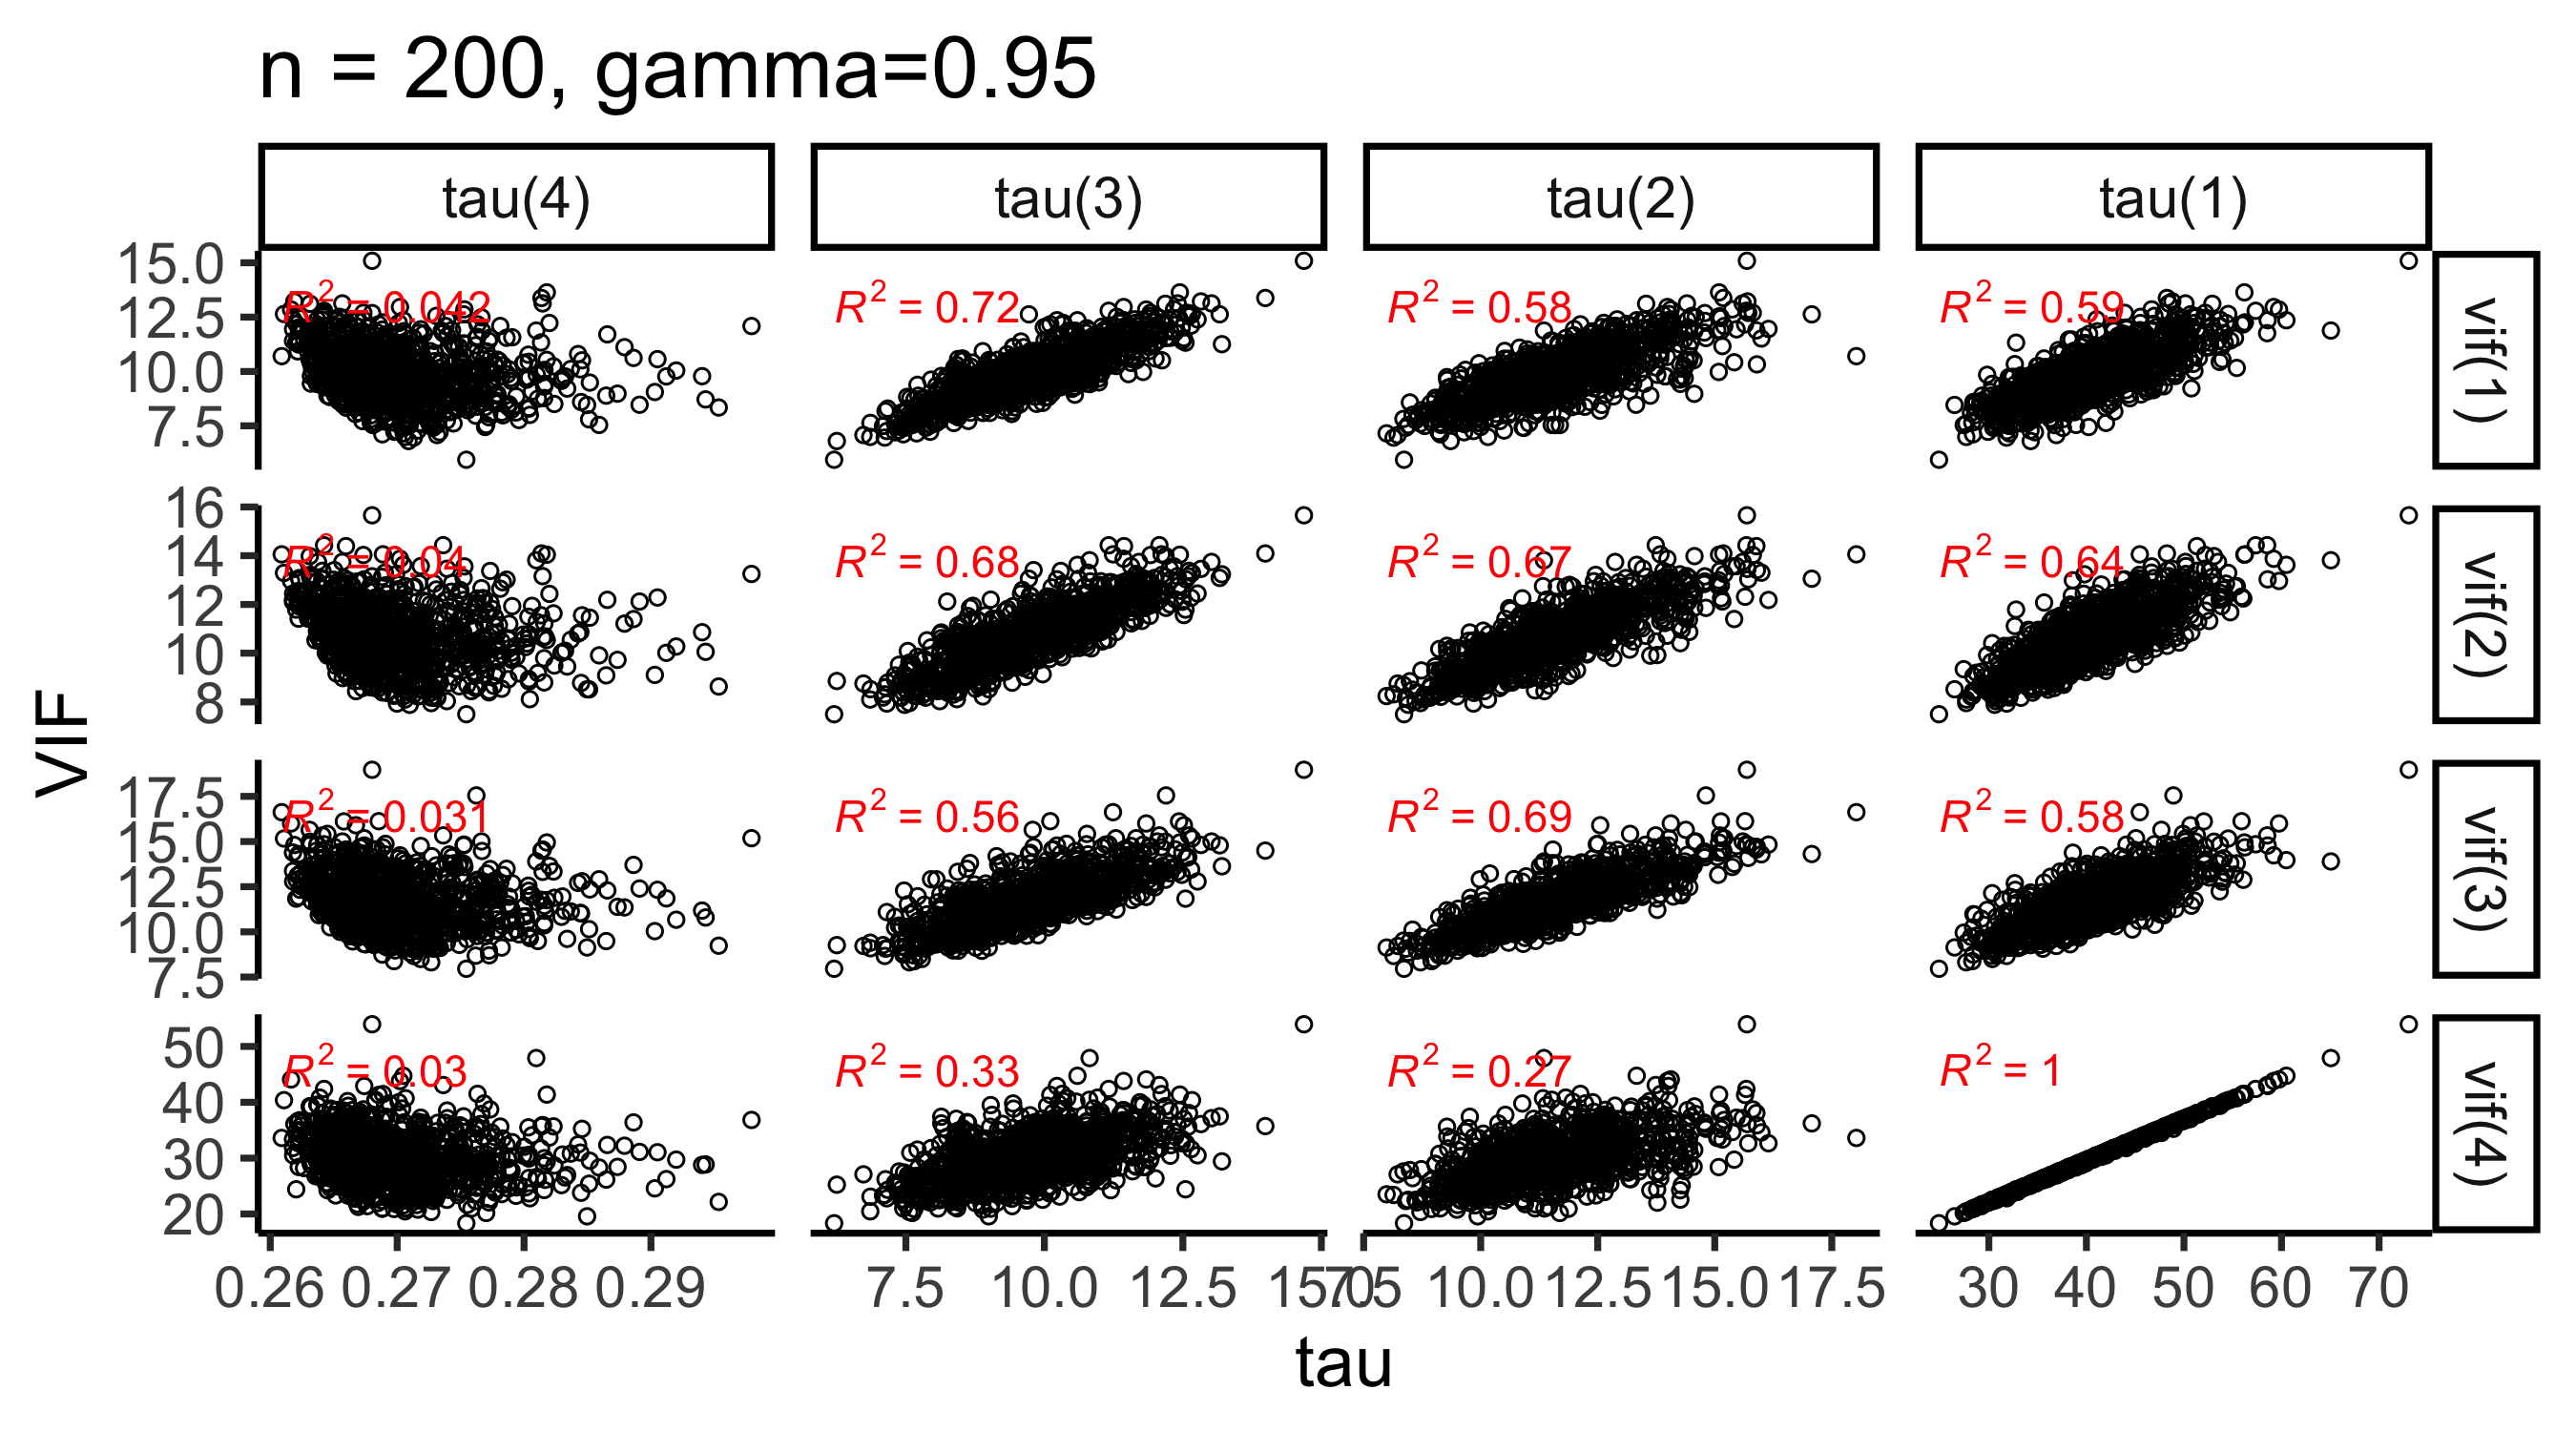 n = 200, gamma=0.95
tau(4) tau(3) tau(2) tau(1)
15.0
12.5
10.0
7.5
R² = 0.042 R² = 0.72 R² = 0.58 R² = 0.59
vif(1)
16
14
12
10
8
R² = 0.04 R² = 0.68 R² = 0.67 R² = 0.64
vif(2)
VIF
17.5
15.0
12.5
10.0
7.5
R² = 0.031 R² = 0.56 R² = 0.69 R² = 0.58
vif(3)
50
40
30
20
R² = 0.03 R² = 0.33 R² = 0.27 R² = 1
vif(4)
0.26 0.27 0.28 0.29 7.5 10.0 12.5 15.0 7.5 10.0 12.5 15.0 17.5 30 40 50 60 70
tau